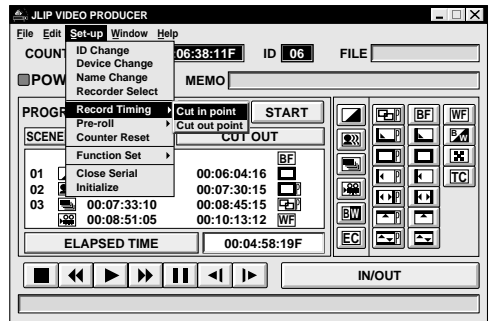 JLIP VIDEO PRODUCER
File Edit Set-up Window Help
COUNT 06:38:11F ID 06 FILE
POW MEMO
ID Change
Device Change
Name Change
Recorder Select
Record Timing
Pre-roll
Counter Reset
Function Set
Close Serial
Initialize
Cut in point
Cut out point
PROGR START
SCENE CUT OUT
BF
01 00:06:04:16
02 00:07:30:15 P
03 00:07:33:10 00:08:45:15 P
00:08:51:05 00:10:13:12 WF
ELAPSED TIME 00:04:58:19F
P BF WF
P B/W
P
P TC
P
BW P
EC P
IN/OUT